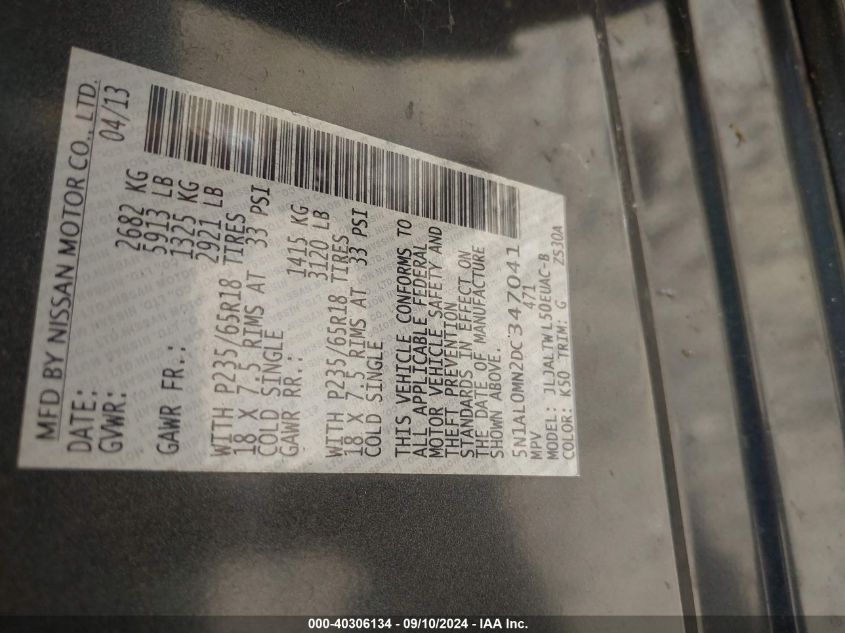 MFD BY NISSAN MOTOR CO., LTD.
DATE: 04/13
GVWR: 2682 KG
5913 LB
GAWR FR.: 1325 KG
2921 LB
WITH P235/65R18 TIRES
18 X 7.5 RIMS AT 33 PSI
COLD SINGLE
GAWR RR.: 1415 KG
3120 LB
WITH P235/65R18 TIRES
18 X 7.5 RIMS AT 33 PSI
COLD SINGLE
THIS VEHICLE CONFORMS TO
ALL APPLICABLE FEDERAL
MOTOR VEHICLE SAFETY AND
THEFT PREVENTION
STANDARDS IN EFFECT ON
THE DATE OF MANUFACTURE
SHOWN ABOVE.
5N1AL0MN2DC347041
MPV 471
MODEL: JLJALTWL50EUAC-B
COLOR: K50 TRIM: G ZS30A
000-40306134 - 09/10/2024 - IAA Inc.